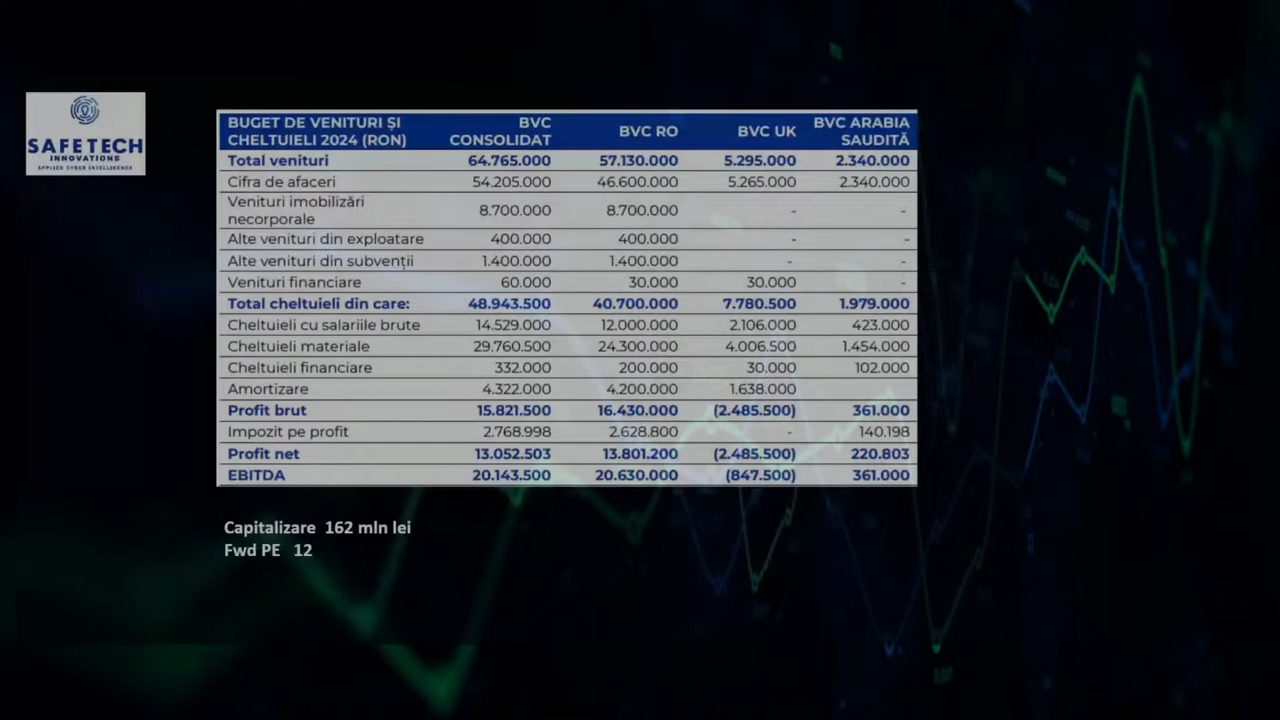 SAFETECH
INNOVATIONS
APPLIED CYBER INTELLIGENCE
BUGET DE VENITURI ȘI CHELTUIELI 2024 (RON) BVC CONSOLIDAT BVC RO BVC UK BVC ARABIA SAUDITĂ
Total venituri 64.765.000 57.130.000 5.295.000 2.340.000
Cifra de afaceri 54.205.000 46.600.000 5.265.000 2.340.000
Venituri imobilizări necorporale 8.700.000 8.700.000 - -
Alte venituri din exploatare 400.000 400.000 - -
Alte venituri din subvenții 1.400.000 1.400.000 - -
Venituri financiare 60.000 30.000 30.000 -
Total cheltuieli din care: 48.943.500 40.700.000 7.780.500 1.979.000
Cheltuieli cu salariile brute 14.529.000 12.000.000 2.106.000 423.000
Cheltuieli materiale 29.760.500 24.300.000 4.006.500 1.454.000
Cheltuieli financiare 332.000 200.000 30.000 102.000
Amortizare 4.322.000 4.200.000 1.638.000
Profit brut 15.821.500 16.430.000 (2.485.500) 361.000
Impozit pe profit 2.768.998 2.628.800 - 140.198
Profit net 13.052.503 13.801.200 (2.485.500) 220.803
EBITDA 20.143.500 20.630.000 (847.500) 361.000
Capitalizare 162 mln lei
Fwd PE 12